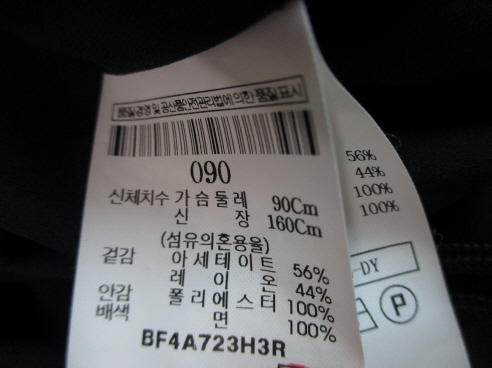 품질경영 및 공산품안전관리법에 의한 품질표시
090
신체치수 가슴둘레 90Cm
신 장 160Cm
(섬유의혼용율)
겉감 아세테이트 56%
레 이 온 44%
안감 폴리에스터 100%
배색 면 100%
BF4A723H3R
56%
44%
100%
100%
-DY
P